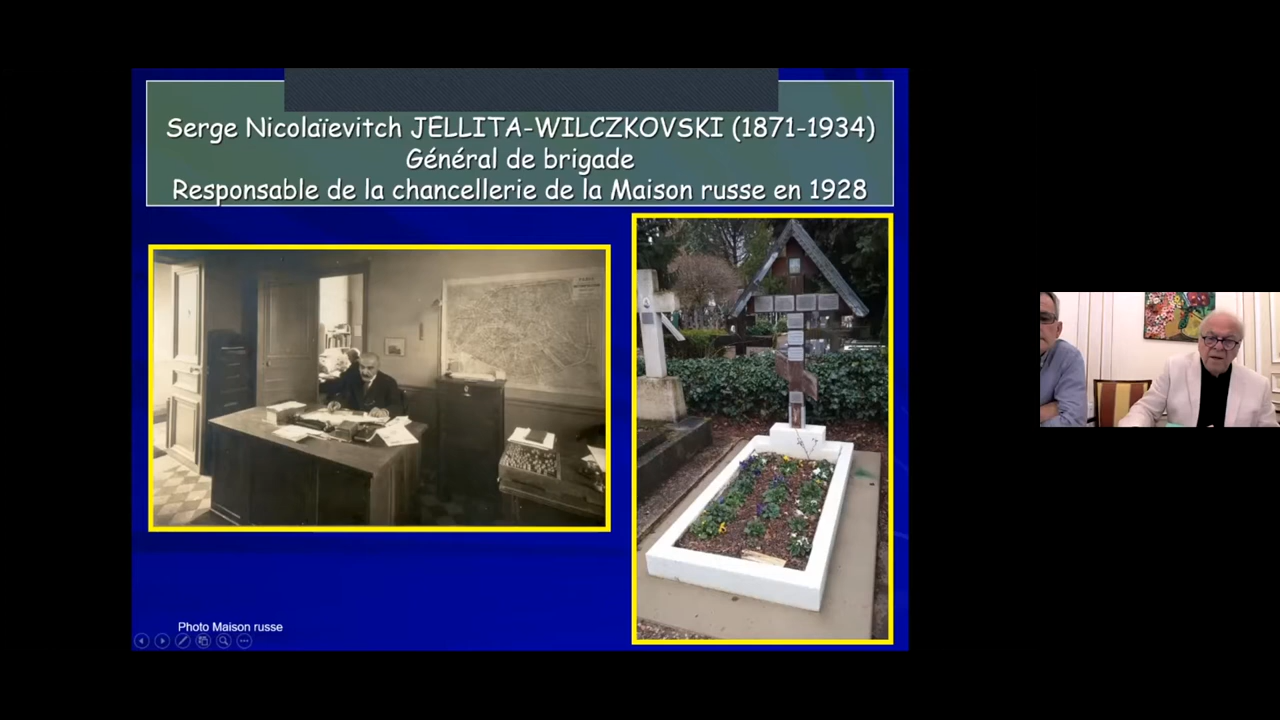 Serge Nicolaïevitch JELLITA-WILCZKOVSKI (1871-1934)
Général de brigade
Responsable de la chancellerie de la Maison russe en 1928
Photo Maison russe